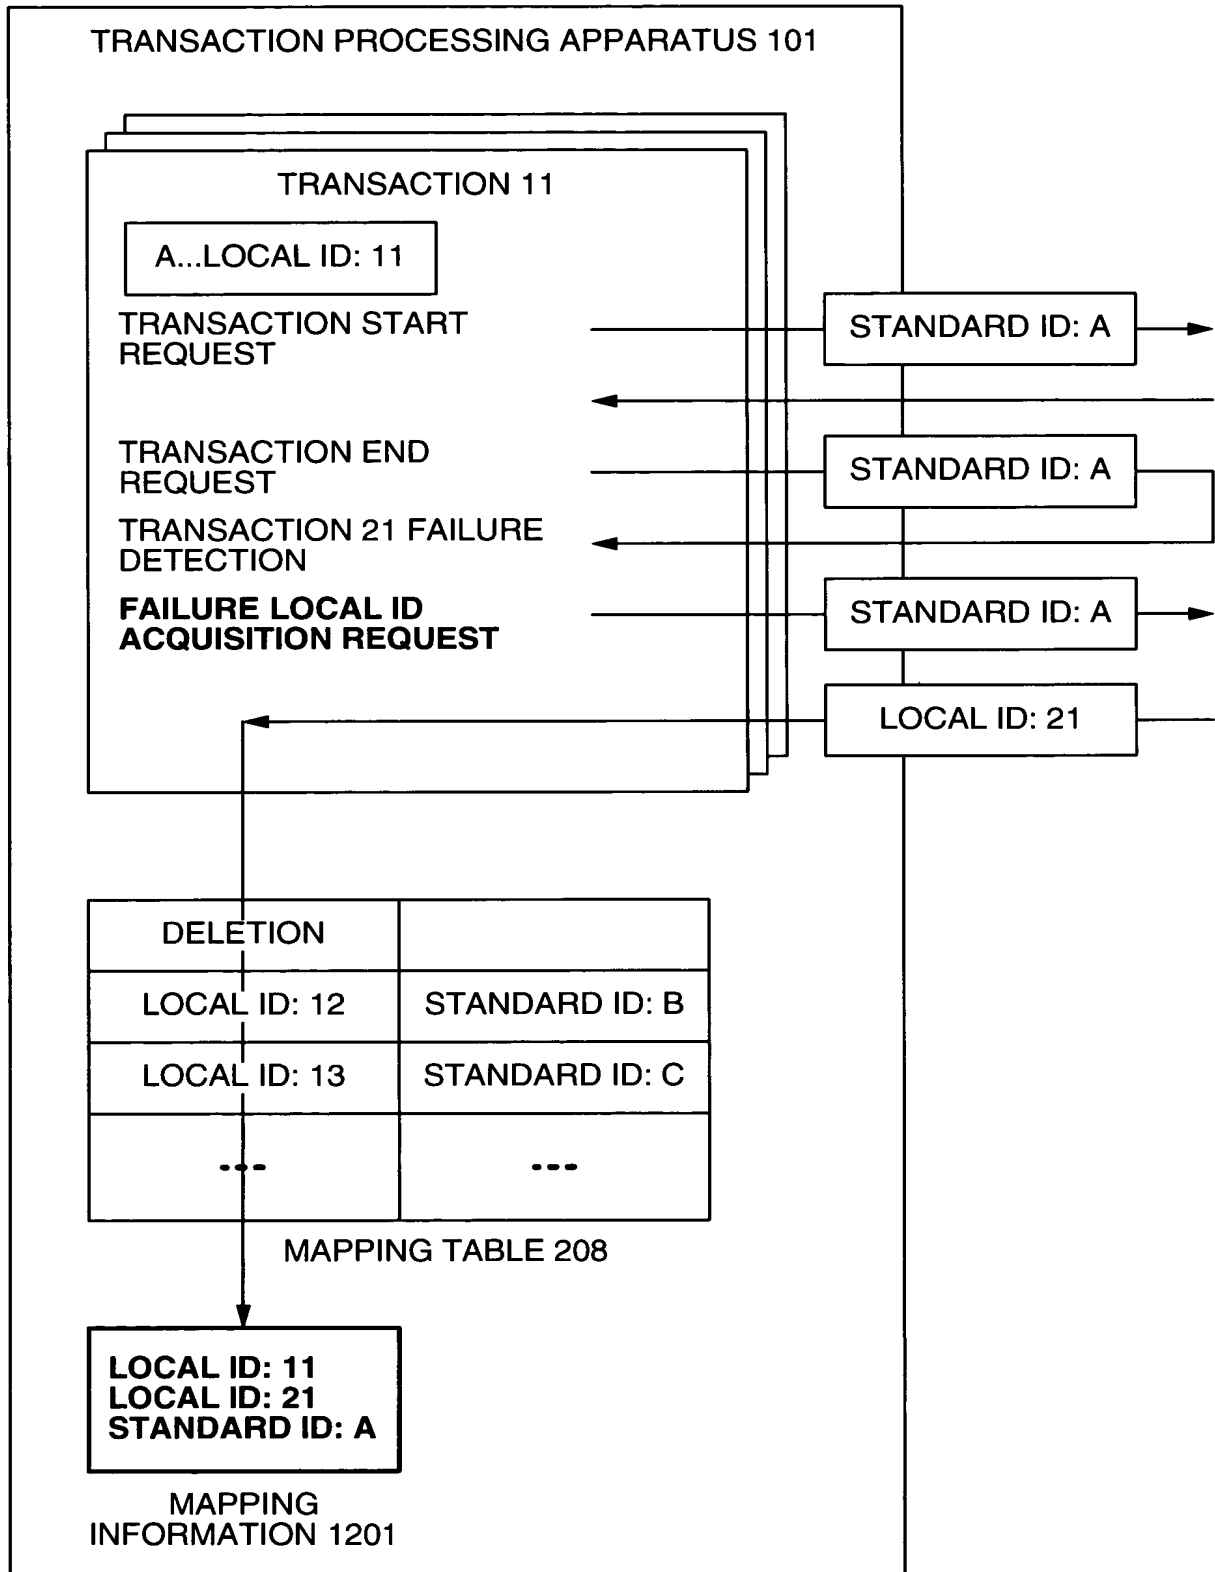 TRANSACTION PROCESSING APPARATUS 101
TRANSACTION 11
A...LOCAL ID: 11
TRANSACTION START
REQUEST
STANDARD ID: A
TRANSACTION END
REQUEST
STANDARD ID: A
TRANSACTION 21 FAILURE
DETECTION
FAILURE LOCAL ID
ACQUISITION REQUEST
STANDARD ID: A
LOCAL ID: 21
DELETION
LOCAL ID: 12 STANDARD ID: B
LOCAL ID: 13 STANDARD ID: C
--- ---
MAPPING TABLE 208
LOCAL ID: 11
LOCAL ID: 21
STANDARD ID: A
MAPPING
INFORMATION 1201